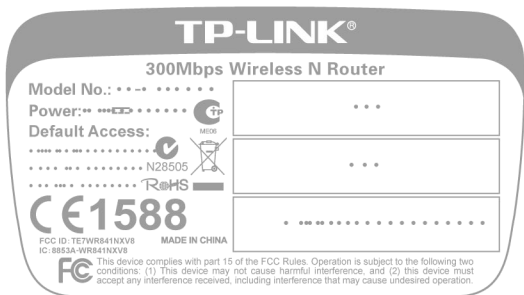 TP-LINK®
300Mbps Wireless N Router
Model No.:
Power:
Default Access:
TP
ME06
N28505
RoHS
CE1588
FCC ID: TE7WR841NXV8
IC: 8853A-WR841NXV8
MADE IN CHINA
FC This device complies with part 15 of the FCC Rules. Operation is subject to the following two
conditions: (1) This device may not cause harmful interference, and (2) this device must
accept any interference received, including interference that may cause undesired operation.